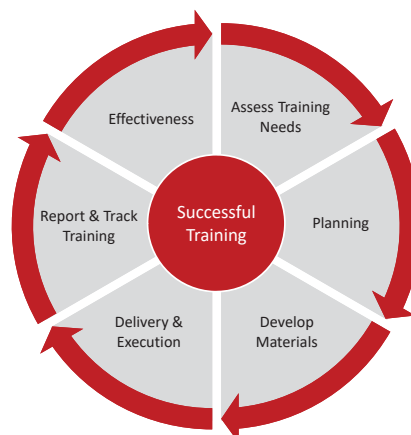 Effectiveness
Assess Training
Needs
Report & Track
Training
Successful
Training
Planning
Delivery &
Execution
Develop
Materials